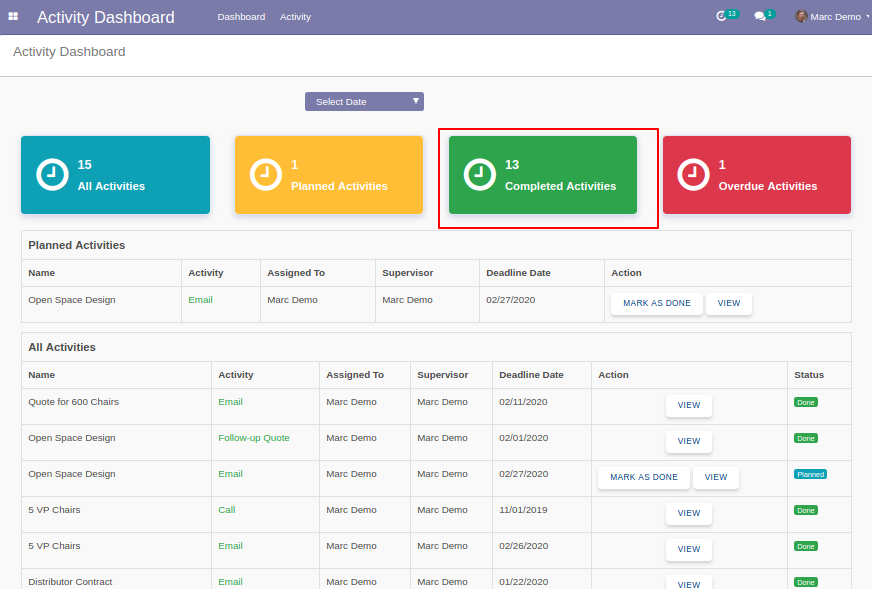 Activity Dashboard Dashboard Activity 13 1 Marc Demo
Activity Dashboard
Select Date
15
All Activities
1
Planned Activities
13
Completed Activities
1
Overdue Activities
Planned Activities
Name Activity Assigned To Supervisor Deadline Date Action
Open Space Design Email Marc Demo Marc Demo 02/27/2020 MARK AS DONE VIEW
All Activities
Name Activity Assigned To Supervisor Deadline Date Action Status
Quote for 600 Chairs Email Marc Demo Marc Demo 02/11/2020 VIEW Done
Open Space Design Follow-up Quote Marc Demo Marc Demo 02/01/2020 VIEW Done
Open Space Design Email Marc Demo Marc Demo 02/27/2020 MARK AS DONE VIEW Planned
5 VP Chairs Call Marc Demo Marc Demo 11/01/2019 VIEW Done
5 VP Chairs Email Marc Demo Marc Demo 02/26/2020 VIEW Done
Distributor Contract Email Marc Demo Marc Demo 01/22/2020 VIEW Done